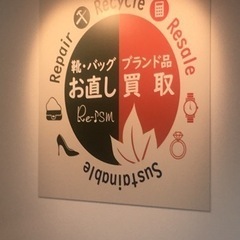 Repair Recycle Resale
靴・バッグ
お直し
ブランド品
買取
Re-ISM
Sustainable